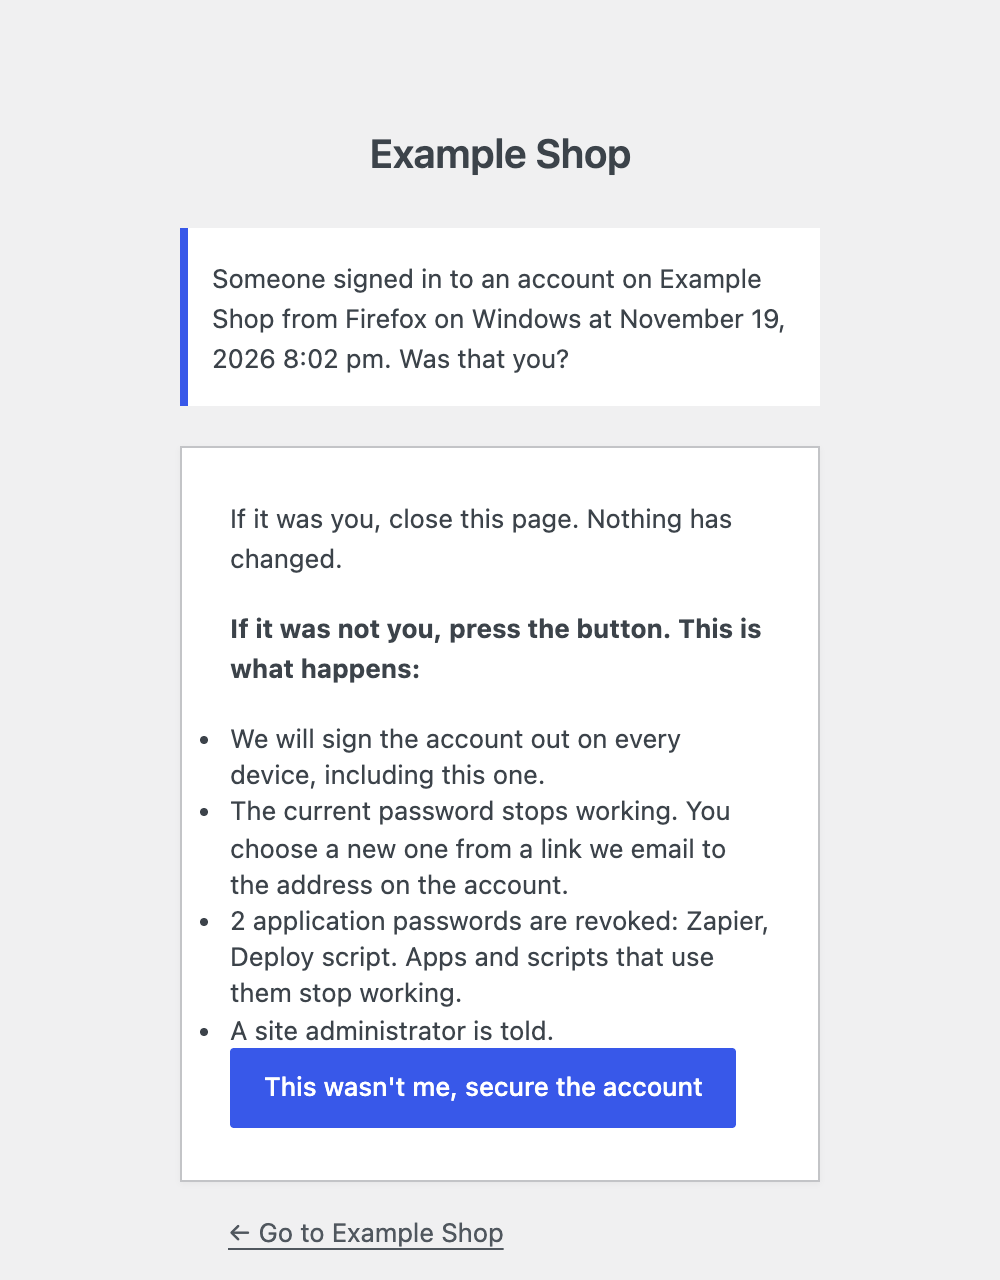 Example Shop
Someone signed in to an account on Example
Shop from Firefox on Windows at November 19,
2026 8:02 pm. Was that you?
If it was you, close this page. Nothing has
changed.
If it was not you, press the button. This is
what happens:
• We will sign the account out on every
device, including this one.
• The current password stops working. You
choose a new one from a link we email to
the address on the account.
• 2 application passwords are revoked: Zapier,
Deploy script. Apps and scripts that use
them stop working.
• A site administrator is told.
This wasn't me, secure the account
← Go to Example Shop